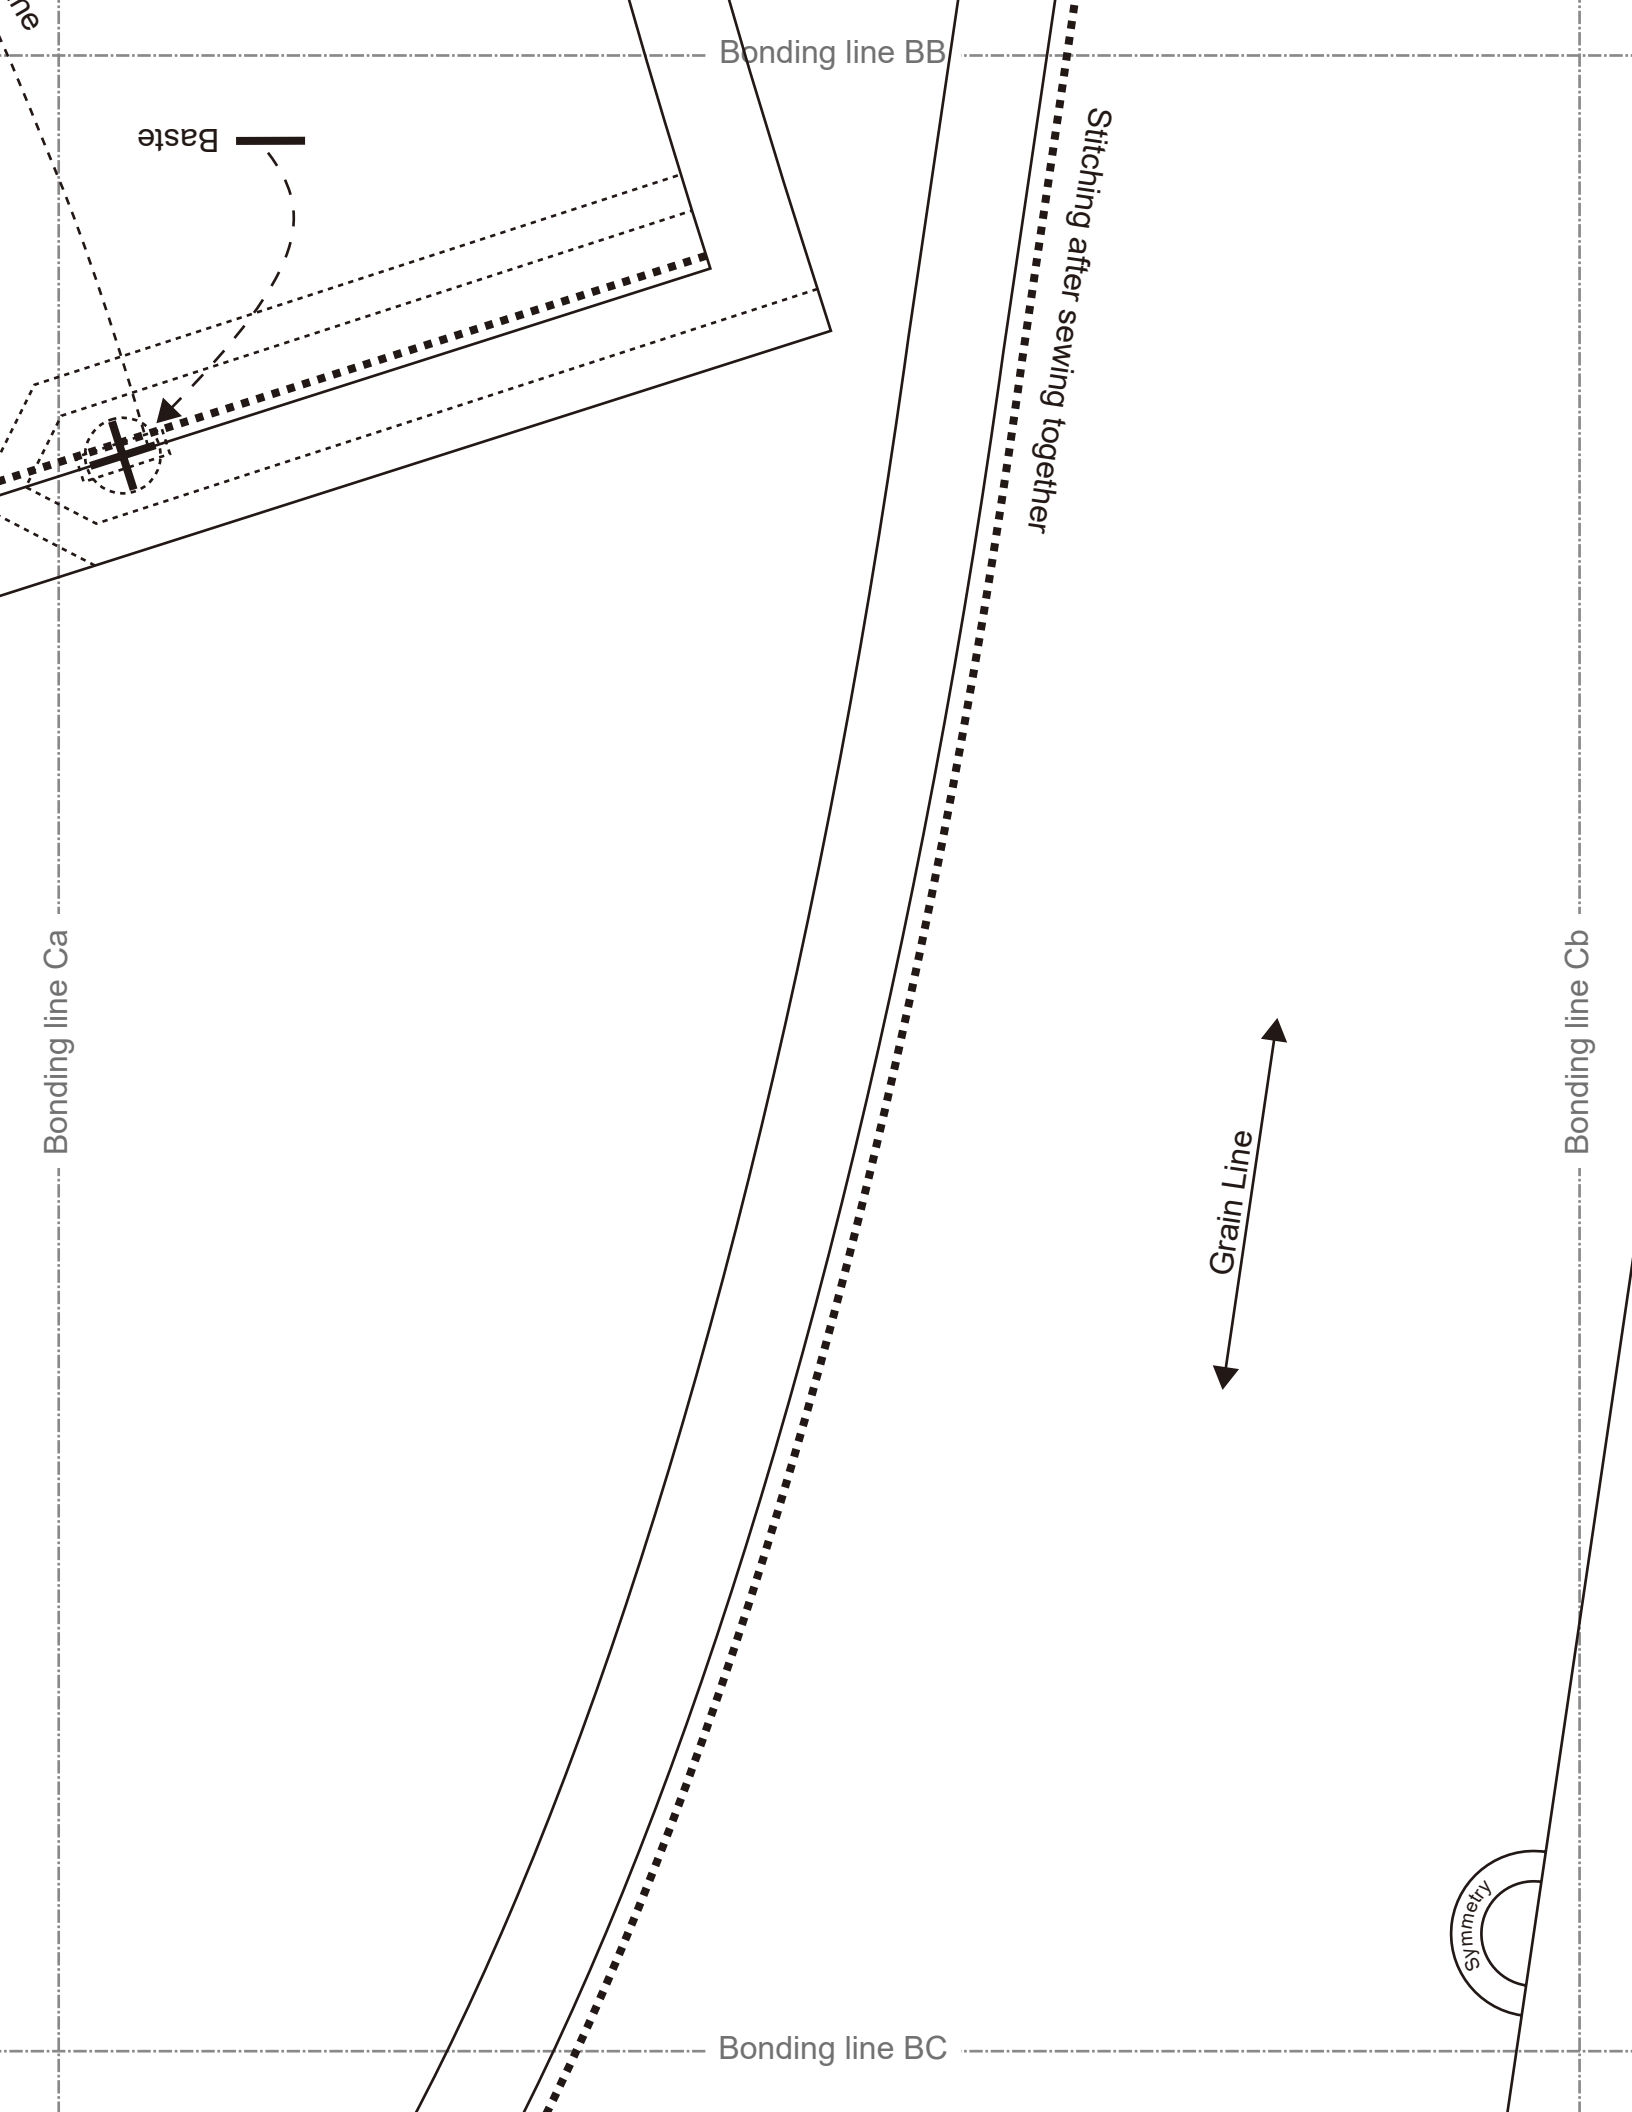 Bonding line BB
Baste
Stitching after sewing together
Bonding line Ca
Bonding line Cb
Grain Line
Symmetry
Bonding line BC